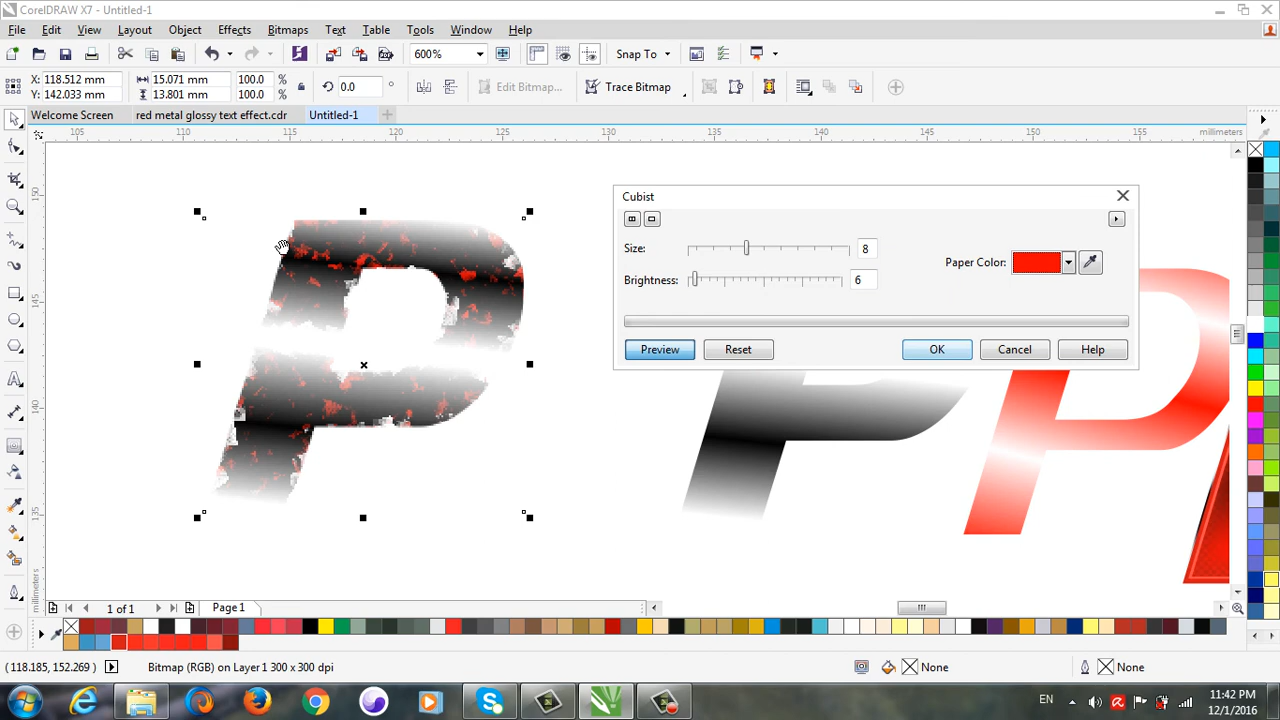 CorelDRAW X7 - Untitled-1
File Edit View Layout Object Effects Bitmaps Text Table Tools Window Help
600% Snap To
X: 118.512 mm 15.071 mm 100.0 % 0.0 ° Edit Bitmap... Trace Bitmap
Y: 142.033 mm 13.801 mm 100.0 %
Welcome Screen red metal glossy text effect.cdr Untitled-1
105 110 115 120 125 130 135 140 145 150 155 millimeters
150
145
140
135
millimeters
P
P
P
Cubist
Size: 8
Paper Color:
Brightness: 6
Preview Reset OK Cancel Help
1 of 1 Page 1
(118.185, 152.269) Bitmap (RGB) on Layer 1 300 x 300 dpi None None
EN 11:42 PM
12/1/2016